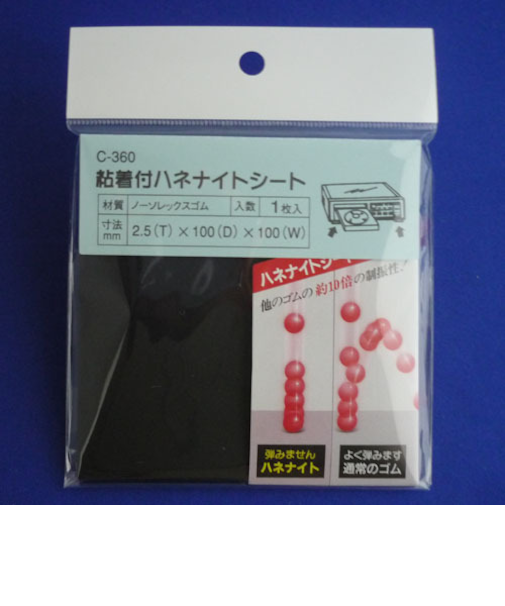 C-360
粘着付ハネナイトシート
材質 ノーソレックスゴム 入数 1枚入
寸法mm 2.5(T)×100(D)×100(W)
ハネナイトシー
他のゴムの約10倍の制振性!
弾みません よく弾みます
ハネナイト 通常のゴム